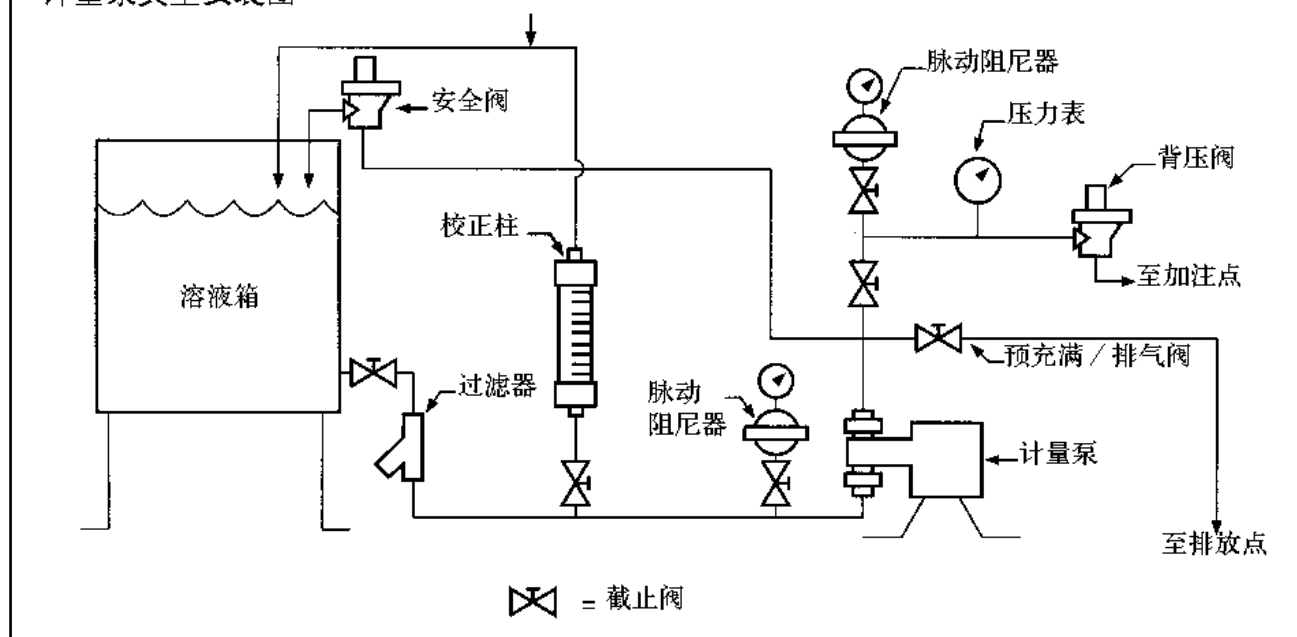 脉动阻尼器
安全阀
压力表
背压阀
校正柱
溶液箱
至加注点
预充满/排气阀
过滤器
脉动
阻尼器
计量泵
至排放点
= 截止阀